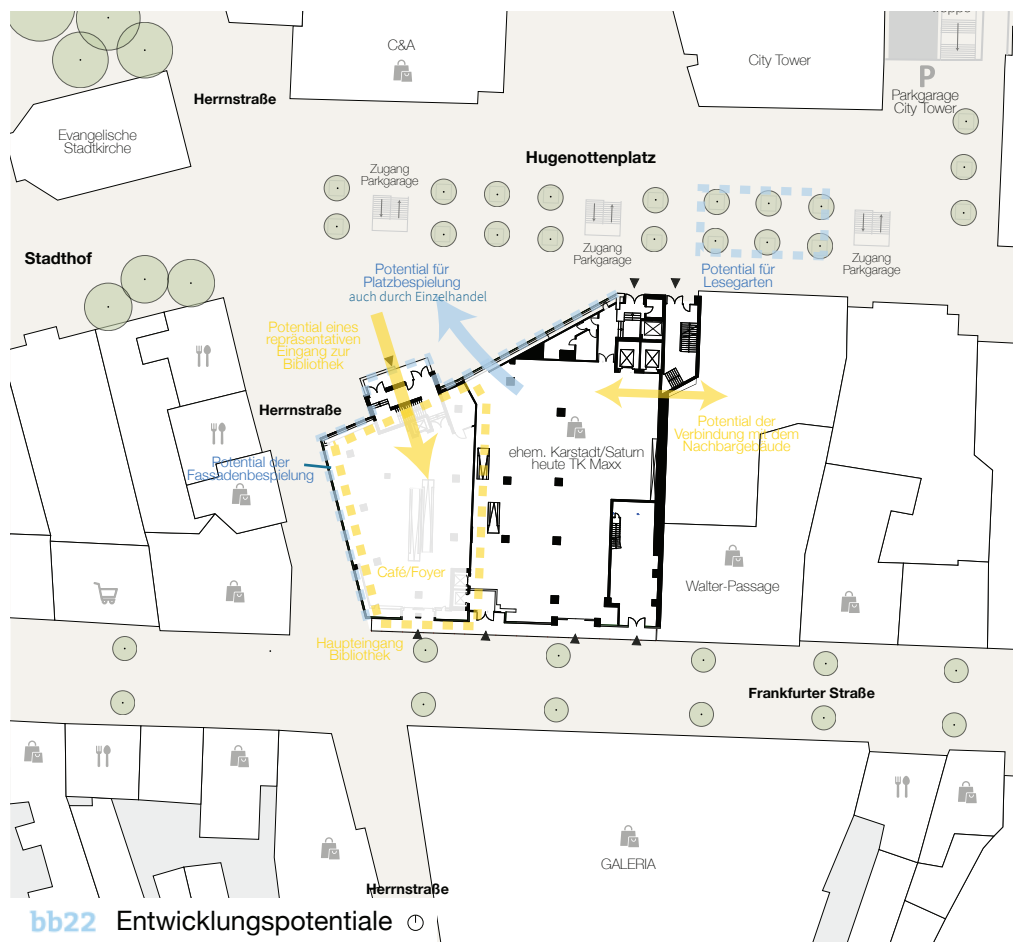 C&A
City Tower
P
Parkgarage
City Tower
Herrnstraße
Evangelische
Stadtkirche
Hugenottenplatz
Zugang
Parkgarage
Zugang
Parkgarage
Zugang
Parkgarage
Stadthof
Potential für
Platzbespielung
auch durch Einzelhandel
Potential für
Lesegarten
Potential eines
repräsentativen
Eingang zur
Bibliothek
Herrnstraße
Potential der
Verbindung mit dem
Nachbargebäude
ehem. Karstadt/Saturn
heute TK Maxx
Potential der
Fassadenbespielung
Café/Foyer
Walter-Passage
Haupteingang
Bibliothek
Frankfurter Straße
GALERIA
Herrnstraße
bb22 Entwicklungspotentiale